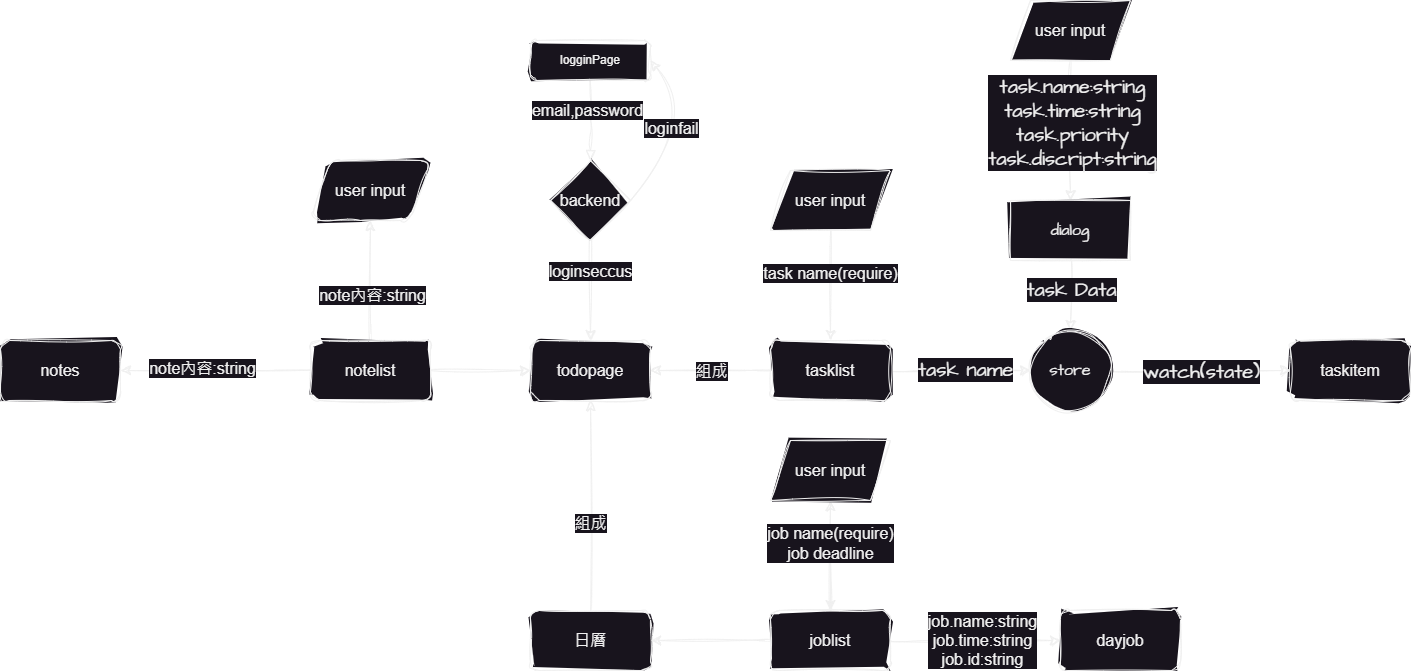 user input
logginPage
task.name:string
task.time:string
task.priority
task.discript:string
email,password
loginfail
user input
backend
user input
dialog
loginseccus
task name(require)
task Data
note內容:string
notes
note內容:string
notelist
todopage
組成
tasklist
task name
store
watch(state)
taskitem
user input
組成
job name(require)
job deadline
日曆
joblist
job.name:string
job.time:string
job.id:string
dayjob